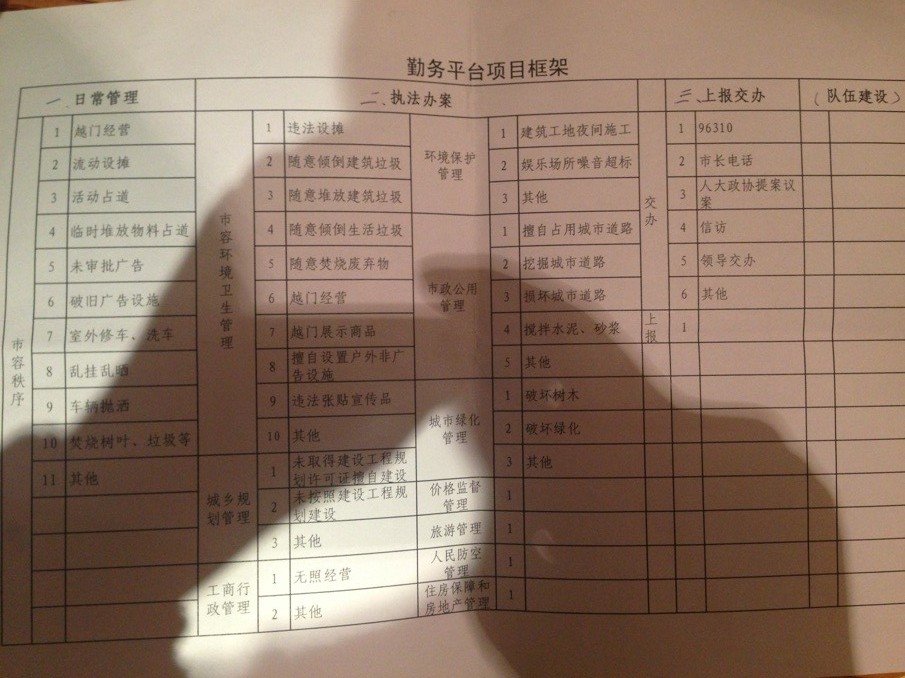 勤务平台项目框架
一、日常管理 二、执法办案 三、上报交办 （队伍建设）
市容秩序
1 越门经营
2 流动设摊
3 活动占道
4 临时堆放物料占道
5 未审批广告
6 破旧广告设施
7 室外修车、洗车
8 乱挂乱晒
9 车辆抛洒
10 焚烧树叶、垃圾等
11 其他
市容环境卫生管理
1 违法设摊
2 随意倾倒建筑垃圾
3 随意堆放建筑垃圾
4 随意倾倒生活垃圾
5 随意焚烧废弃物
6 越门经营
7 越门展示商品
8 擅自设置户外非广
告设施
9 违法张贴宣传品
10 其他
城乡规
划管理
1 未取得建设工程规
划许可证擅自建设
2 未按照建设工程规
划建设
3 其他
工商行
政管理
1 无照经营
2 其他
环境保护
管理
1 建筑工地夜间施工
2 娱乐场所噪音超标
3 其他
市政公用
管理
1 擅自占用城市道路
2 挖掘城市道路
3 损坏城市道路
4 搅拌水泥、砂浆
5 其他
城市绿化
管理
1 破坏树木
2 破坏绿化
3 其他
价格监督
管理
1
旅游管理
1
人民防空
管理
1
住房保障和
房地产管理
1
交办
1 96310
2 市长电话
3 人大政协提案议
案
4 信访
5 领导交办
6 其他
上报
1